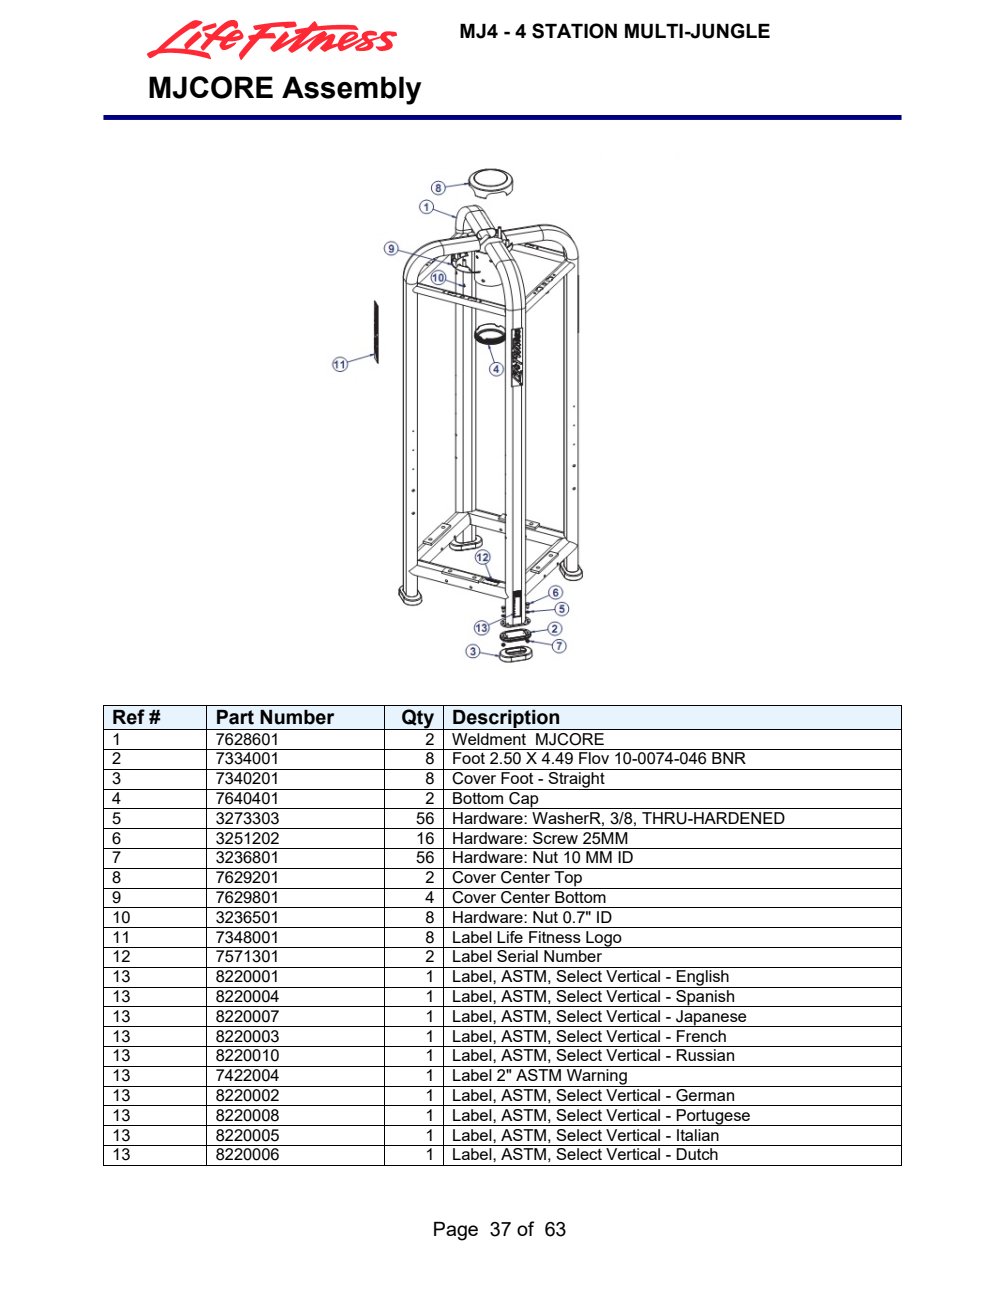 Life Fitness
MJ4 - 4 STATION MULTI-JUNGLE
MJCORE Assembly
8
1
9
10
11
4
Life Fitness
12
6
5
13
2
7
3
Ref # Part Number Qty Description
1 7628601 2 Weldment  MJCORE
2 7334001 8 Foot 2.50 X 4.49 Flov 10-0074-046 BNR
3 7340201 8 Cover Foot - Straight
4 7640401 2 Bottom Cap
5 3273303 56 Hardware: WasherR, 3/8, THRU-HARDENED
6 3251202 16 Hardware: Screw 25MM
7 3236801 56 Hardware: Nut 10 MM ID
8 7629201 2 Cover Center Top
9 7629801 4 Cover Center Bottom
10 3236501 8 Hardware: Nut 0.7" ID
11 7348001 8 Label Life Fitness Logo
12 7571301 2 Label Serial Number
13 8220001 1 Label, ASTM, Select Vertical - English
13 8220004 1 Label, ASTM, Select Vertical - Spanish
13 8220007 1 Label, ASTM, Select Vertical - Japanese
13 8220003 1 Label, ASTM, Select Vertical - French
13 8220010 1 Label, ASTM, Select Vertical - Russian
13 7422004 1 Label 2" ASTM Warning
13 8220002 1 Label, ASTM, Select Vertical - German
13 8220008 1 Label, ASTM, Select Vertical - Portugese
13 8220005 1 Label, ASTM, Select Vertical - Italian
13 8220006 1 Label, ASTM, Select Vertical - Dutch
Page  37 of  63